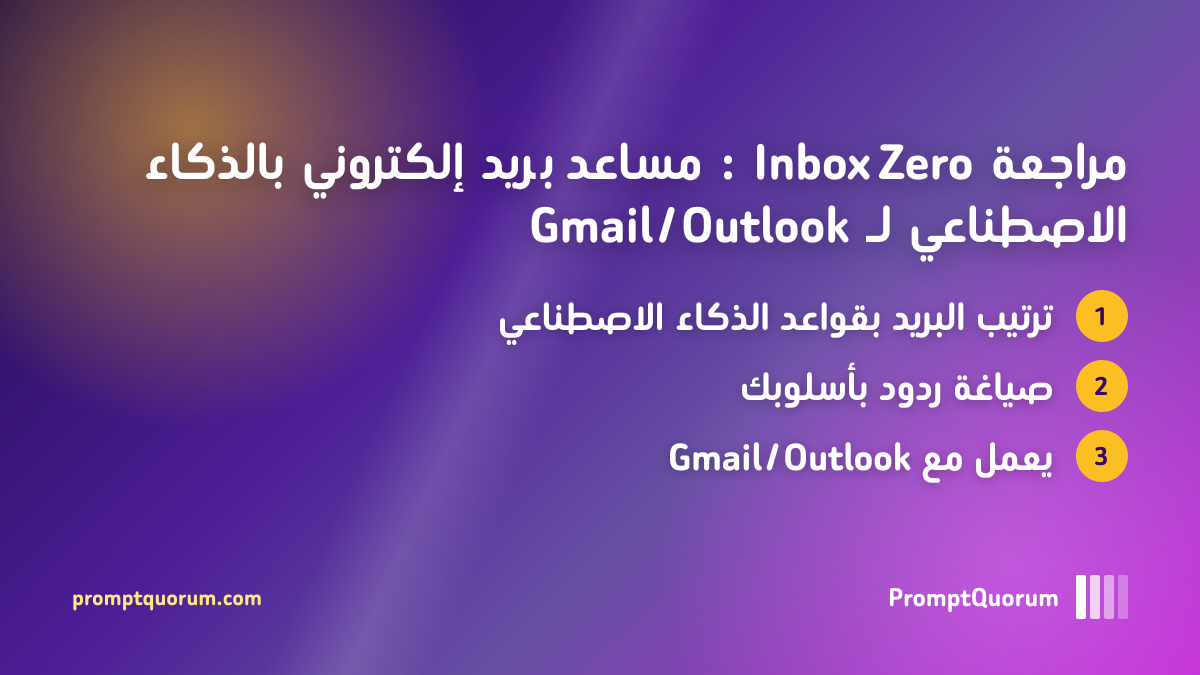 مراجعة Inbox Zero : مساعد بريد إلكتروني بالذكاء
الاصطناعي لـ Gmail/Outlook
1 ترتيب البريد بقواعد الذكاء الاصطناعي
2 صياغة ردود بأسلوبك
3 يعمل مع Gmail/Outlook
PromptQuorum
promptquorum.com